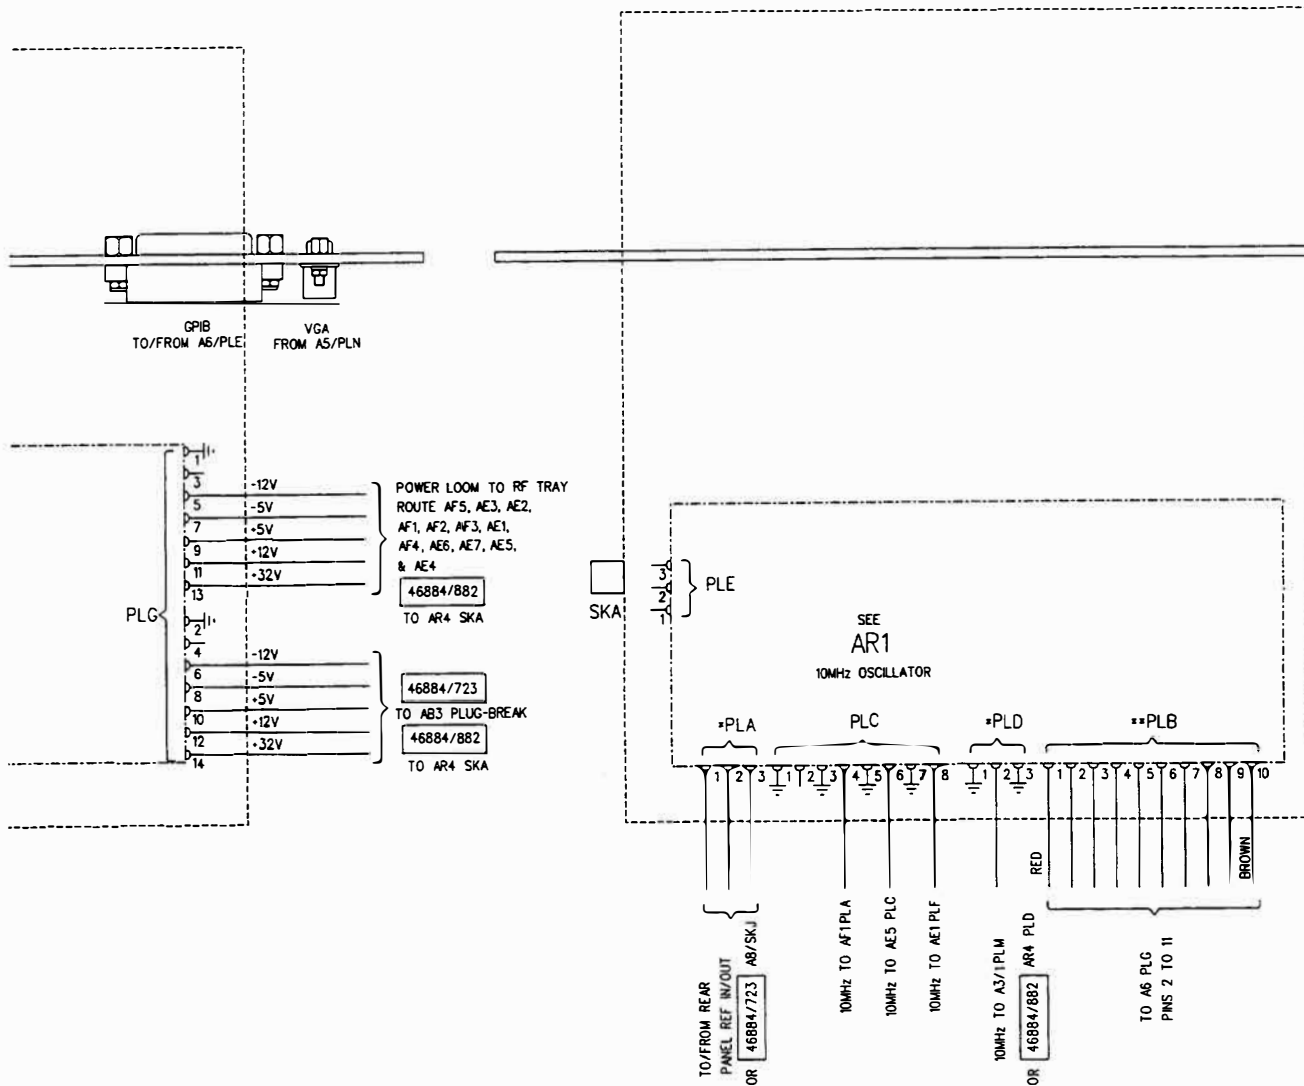 GPIB
TO/FROM A6/PLE
VGA
FROM A5/PLN
PLG
1
3
5
7
9
11
13
2
4
6
8
10
12
14
-12V
-5V
+5V
+12V
+32V
-12V
-5V
+5V
+12V
+32V
POWER LOOM TO RF TRAY
ROUTE AF5, AE3, AE2,
AF1, AF2, AF3, AE1,
AF4, AE6, AE7, AE5,
& AE4
46884/882
TO AR4 SKA
46884/723
TO AB3 PLUG-BREAK
46884/882
TO AR4 SKA
SKA
3
2
1
PLE
SEE
AR1
10MHz OSCILLATOR
*PLA
PLC
*PLD
**PLB
1 2 3 1 2 3 4 5 6 7 8 1 2 3 1 2 3 4 5 6 7 8 9 10
RED
BROWN
TO/FROM REAR
PANEL REF IN/OUT
OR 46884/723 A8/SKJ
10MHz TO AF1 PLA
10MHz TO AE5 PLC
10MHz TO AE1 PLF
10MHz TO A3/1 PLM
OR 46884/882 AR4 PLD
TO A6 PLG
PINS 2 TO 11